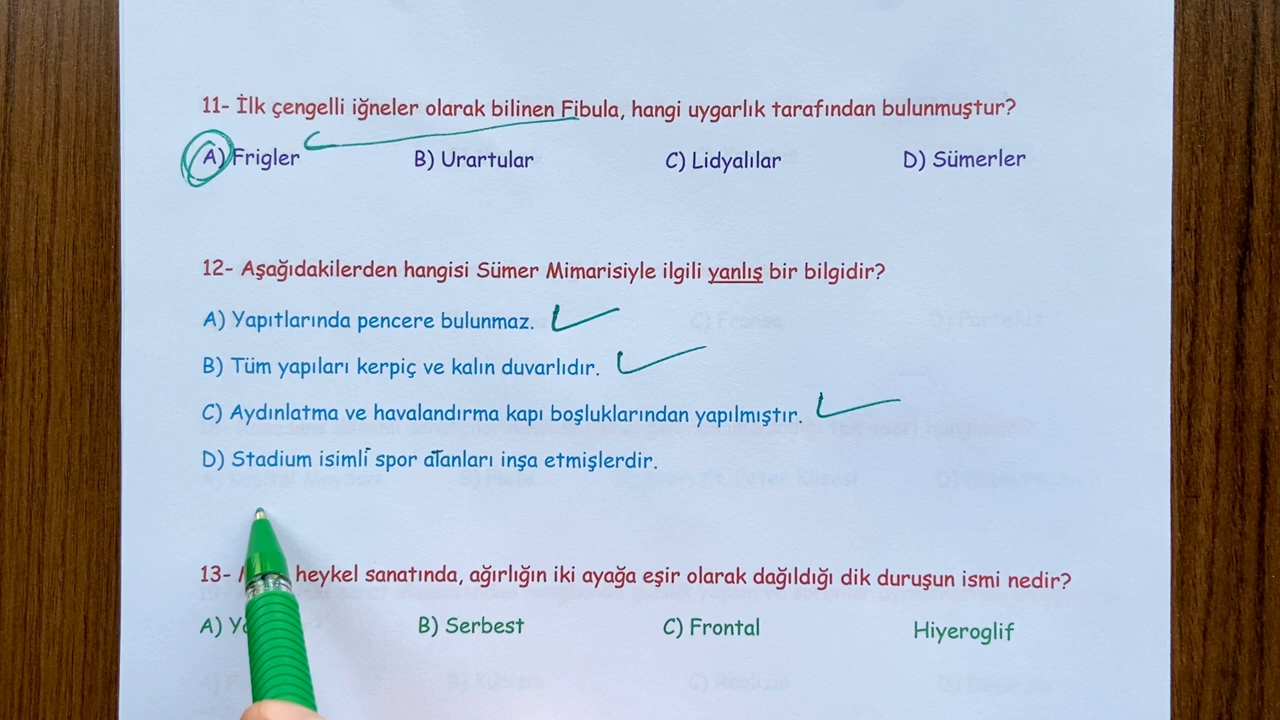 11- İlk çengelli iğneler olarak bilinen Fibula, hangi uygarlık tarafından bulunmuştur?
A) Frigler B) Urartular C) Lidyalılar D) Sümerler
12- Aşağıdakilerden hangisi Sümer Mimarisiyle ilgili yanlış bir bilgidir?
A) Yapıtlarında pencere bulunmaz.
B) Tüm yapıları kerpiç ve kalın duvarlıdır.
C) Aydınlatma ve havalandırma kapı boşluklarından yapılmıştır.
D) Stadium isimli spor alanları inşa etmişlerdir.
13- heykel sanatında, ağırlığın iki ayağa eşir olarak dağıldığı dik duruşun ismi nedir?
A) B) Serbest C) Frontal Hiyeroglif